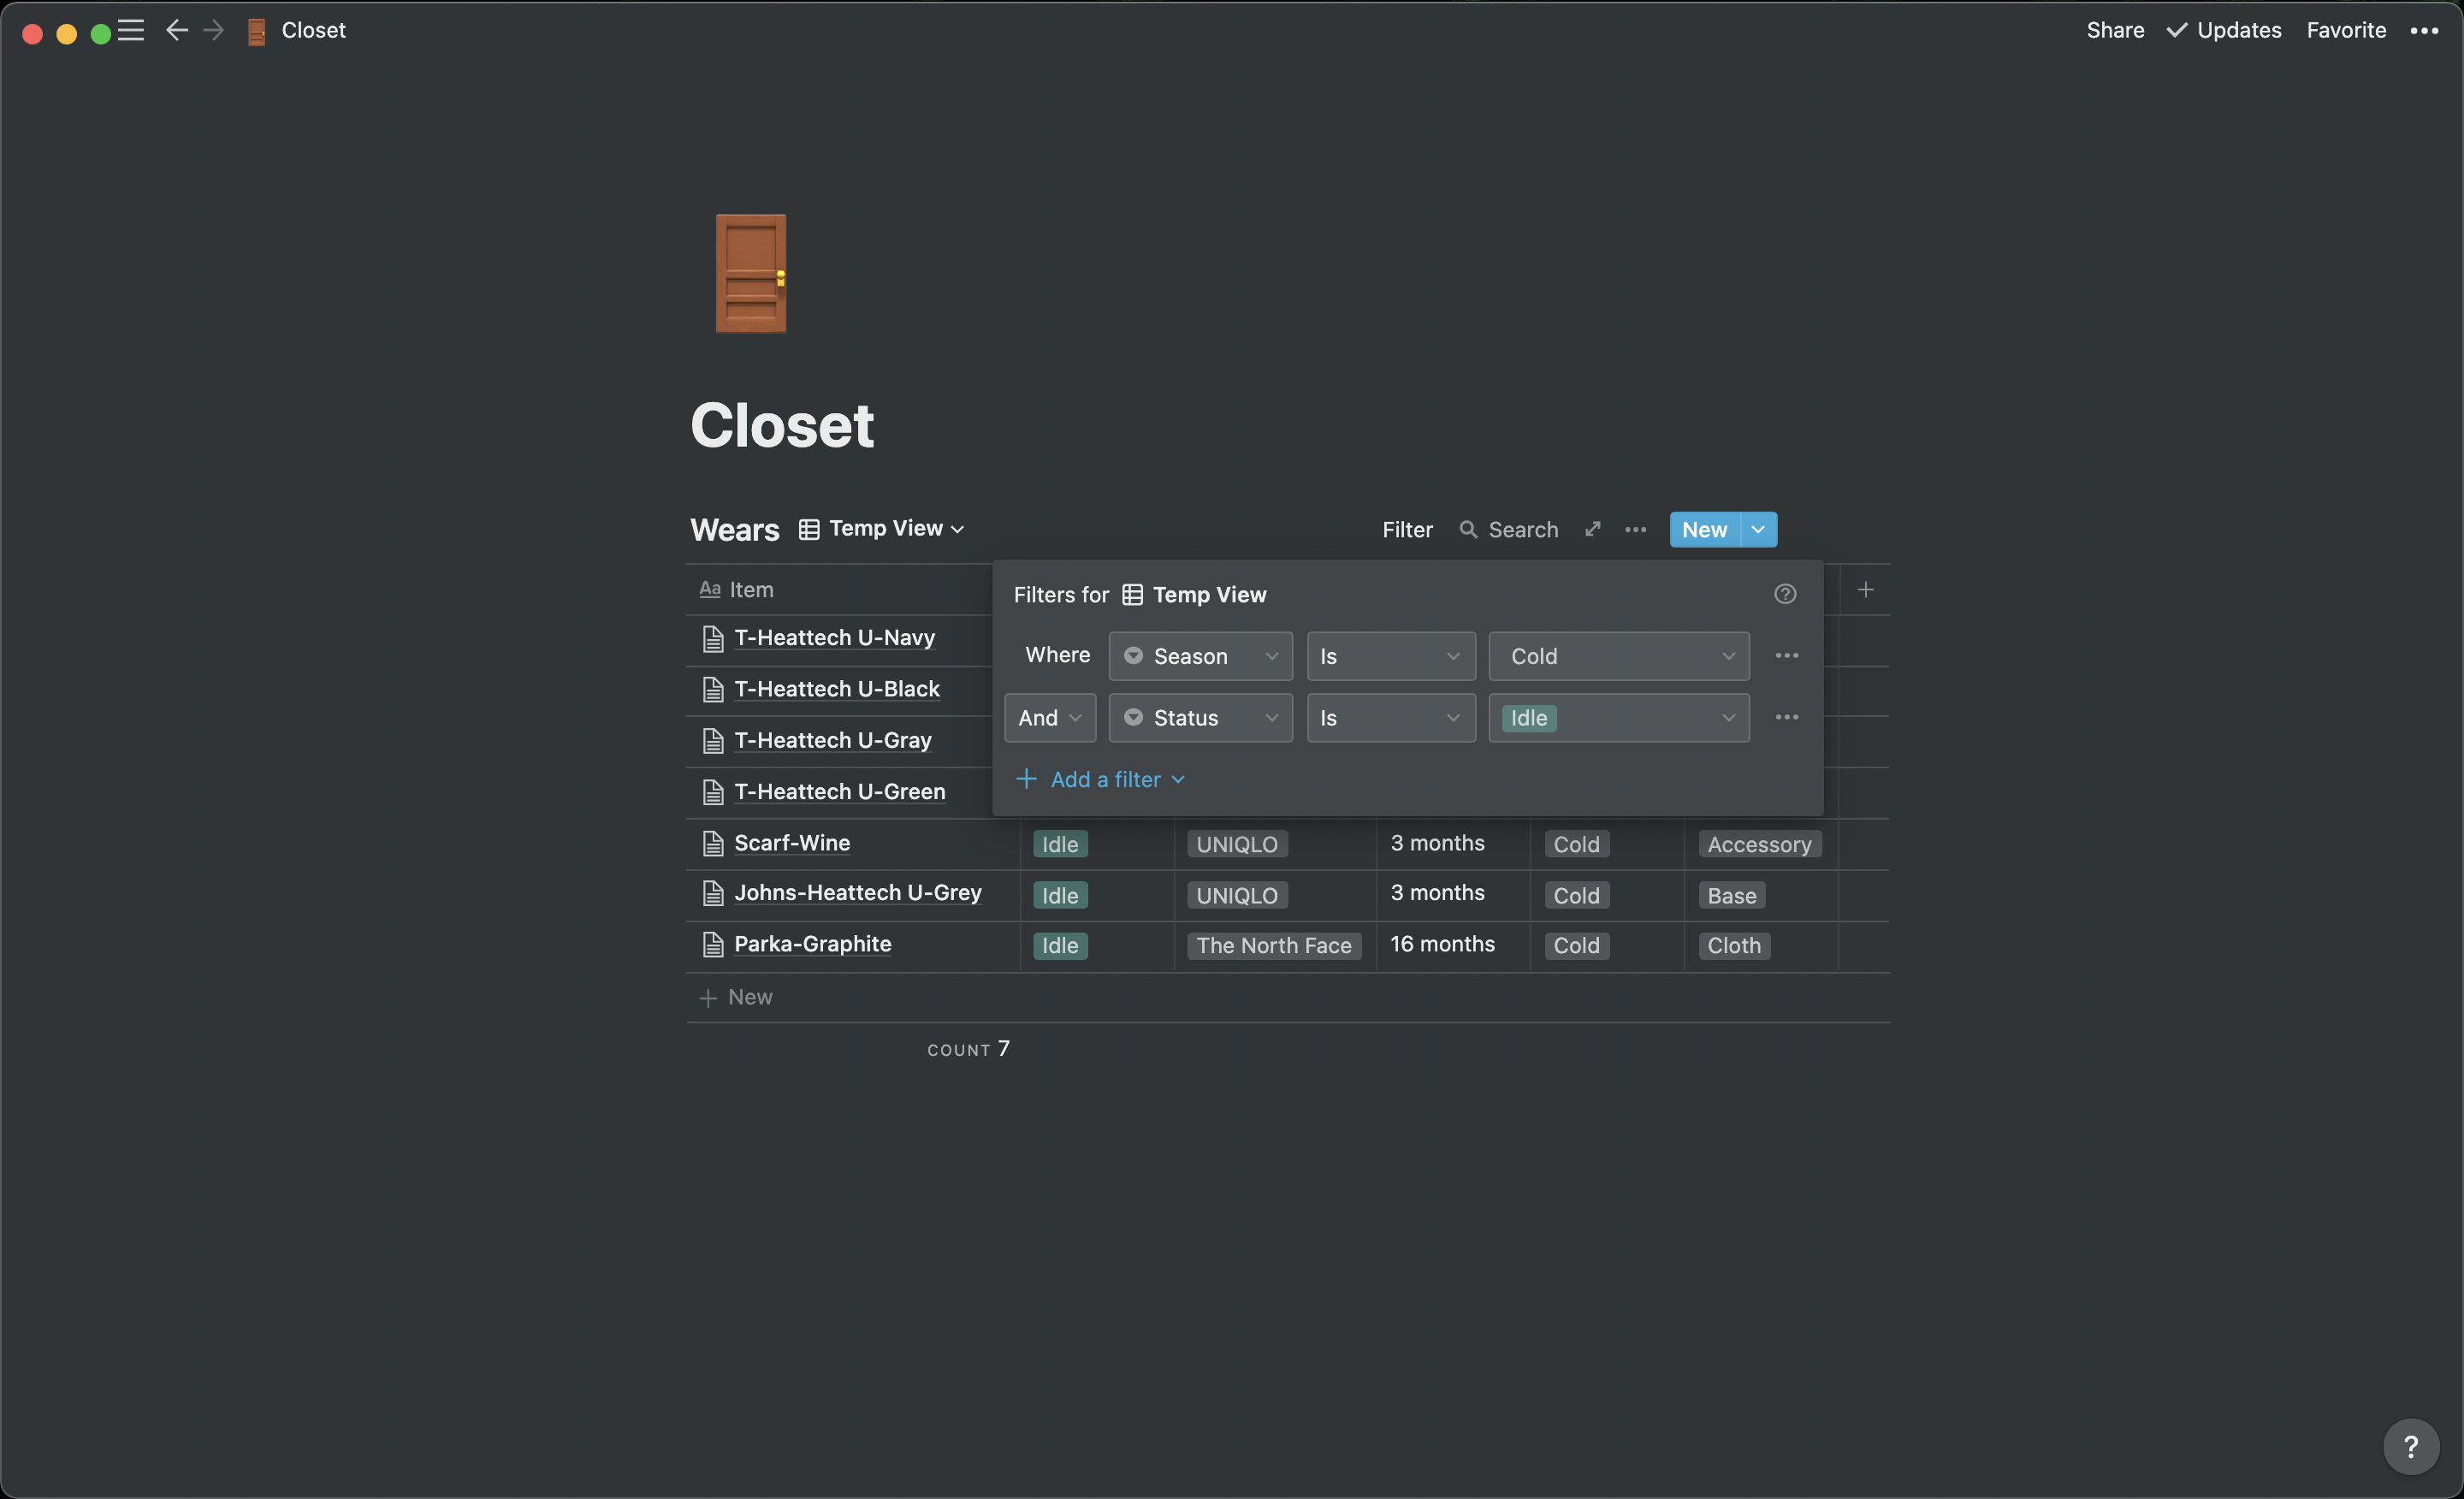 Closet
Share Updates Favorite
Closet
Wears Temp View Filter Search New
Aa Item
Filters for Temp View
Where Season Is Cold
And Status Is Idle
Add a filter
T-Heattech U-Navy
T-Heattech U-Black
T-Heattech U-Gray
T-Heattech U-Green
Scarf-Wine Idle UNIQLO 3 months Cold Accessory
Johns-Heattech U-Grey Idle UNIQLO 3 months Cold Base
Parka-Graphite Idle The North Face 16 months Cold Cloth
New
COUNT 7
?